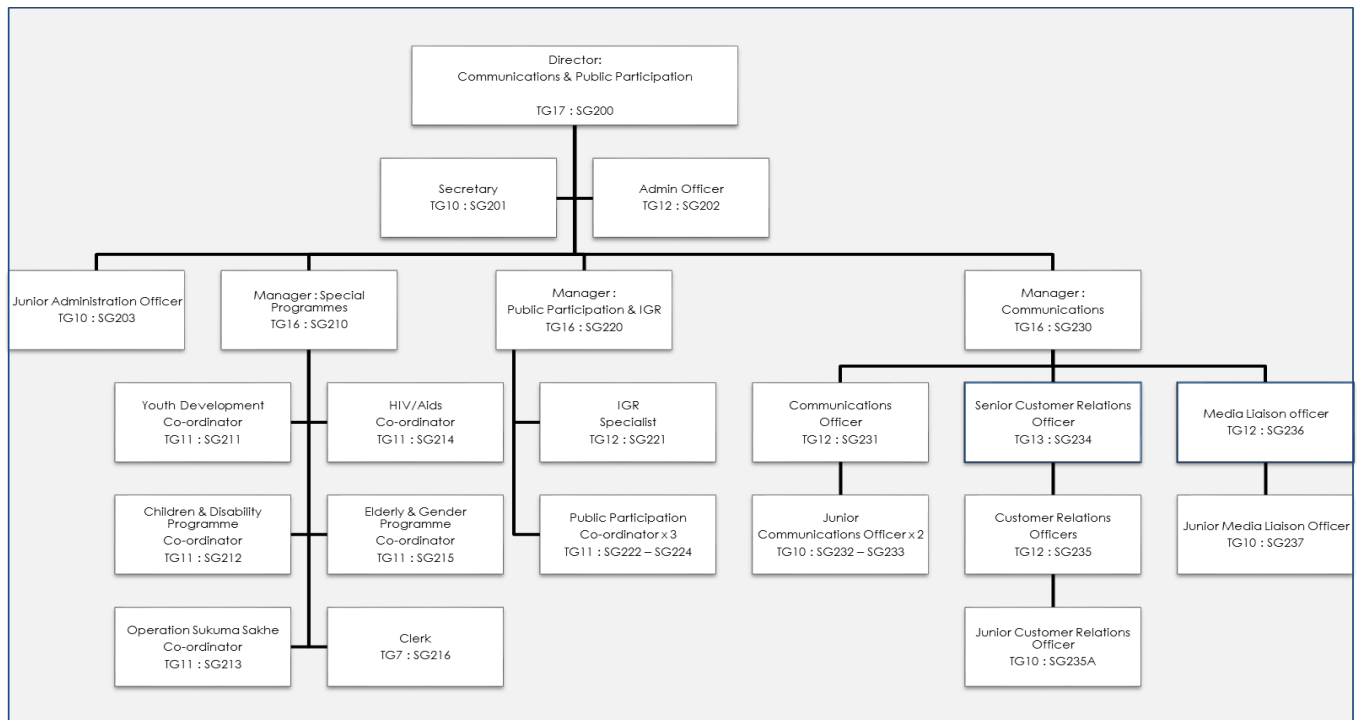 Director:
Communications & Public Participation
TG17 : SG200
Secretary
TG10 : SG201
Admin Officer
TG12 : SG202
Junior Administration Officer
TG10 : SG203
Manager : Special
Programmes
TG16 : SG210
Manager :
Public Participation & IGR
TG16 : SG220
Manager :
Communications
TG16 : SG230
Youth Development
Co-ordinator
TG11 : SG211
HIV/Aids
Co-ordinator
TG11 : SG214
IGR
Specialist
TG12 : SG221
Communications
Officer
TG12 : SG231
Senior Customer Relations
Officer
TG13 : SG234
Media Liaison officer
TG12 : SG236
Children & Disability
Programme
Co-ordinator
TG11 : SG212
Elderly & Gender
Programme
Co-ordinator
TG11 : SG215
Public Participation
Co-ordinator x 3
TG11 : SG222 – SG224
Junior
Communications Officer x 2
TG10 : SG232 – SG233
Customer Relations
Officers
TG12 : SG235
Junior Media Liaison Officer
TG10 : SG237
Operation Sukuma Sakhe
Co-ordinator
TG11 : SG213
Clerk
TG7 : SG216
Junior Customer Relations
Officer
TG10 : SG235A